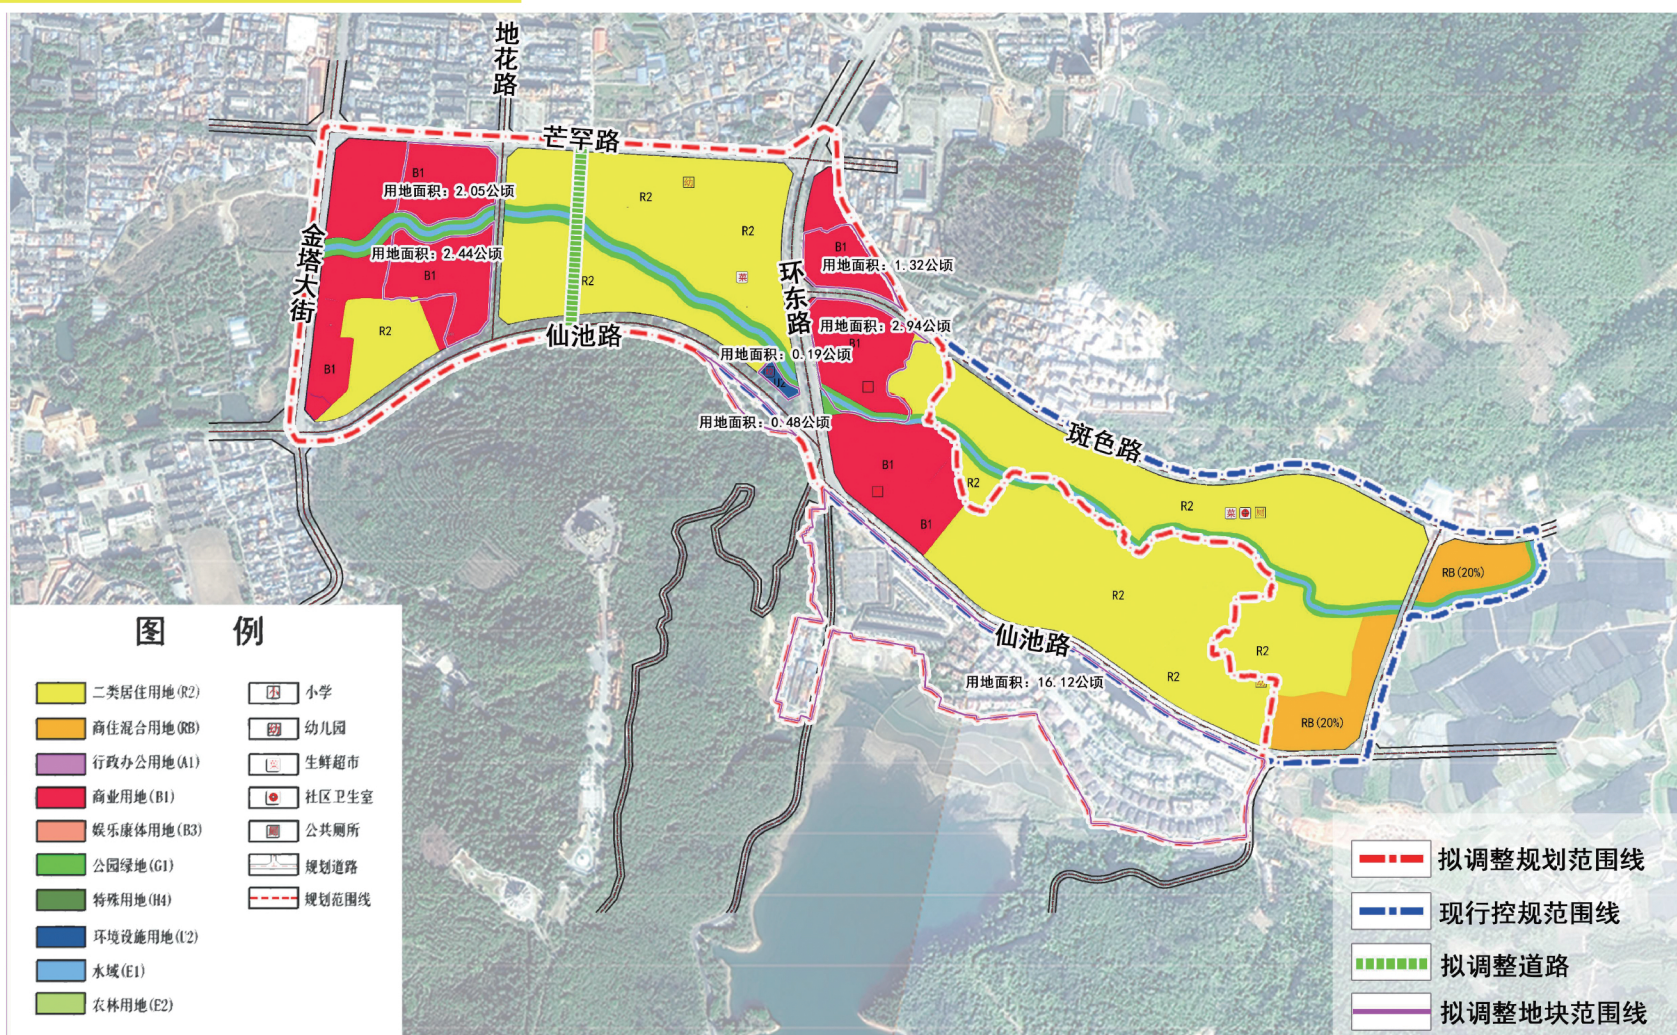 地花路
芒罕路
B1
用地面积：2.05公顷
R2
幼
R2
金塔大街
用地面积：2.44公顷
B1
R2
菜
环东路
B1
用地面积：1.32公顷
R2
B1
仙池路
用地面积：2.94公顷
B1
用地面积：0.19公顷
U2
用地面积：0.48公顷
斑色路
B1
B1
R2
R2
菜
R2
RB(20%)
仙池路
R2
R2
用地面积：16.12公顷
RB(20%)
图 例
二类居住用地(R2)
商住混合用地(RB)
行政办公用地(A1)
商业用地(B1)
娱乐康体用地(B3)
公园绿地(G1)
特殊用地(H4)
环境设施用地(U2)
水域(E1)
农林用地(E2)
小 小学
幼 幼儿园
菜 生鲜超市
社区卫生室
厕 公共厕所
规划道路
规划范围线
拟调整规划范围线
现行控规范围线
拟调整道路
拟调整地块范围线